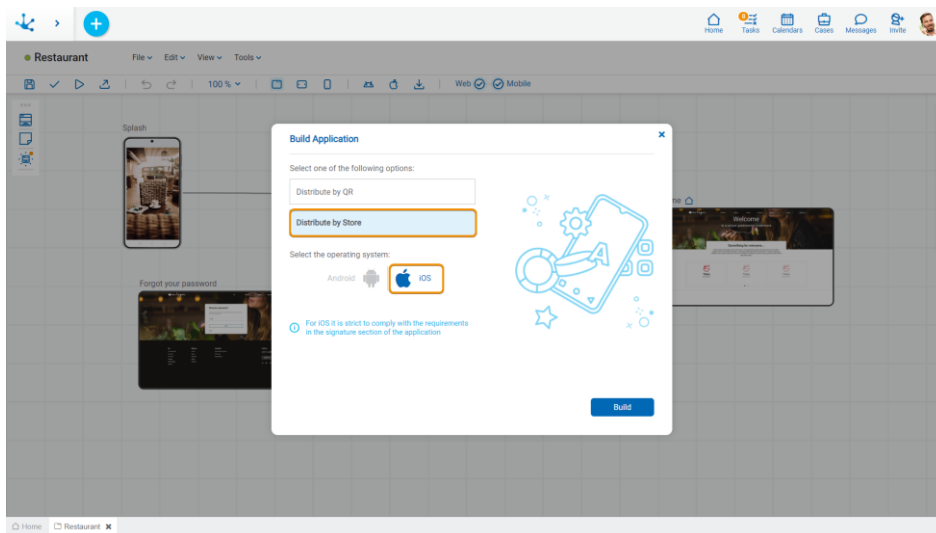 Home
Tasks
Calendars
Cases
Messages
Invite
Restaurant
File Edit View Tools
100 %
Web Mobile
Splash
Build Application
Select one of the following options:
Distribute by QR
Distribute by Store
Select the operating system:
Android iOS
For iOS it is strict to comply with the requirements
in the signature section of the application
Build
Forgot your password
me
Welcome
Home Restaurant